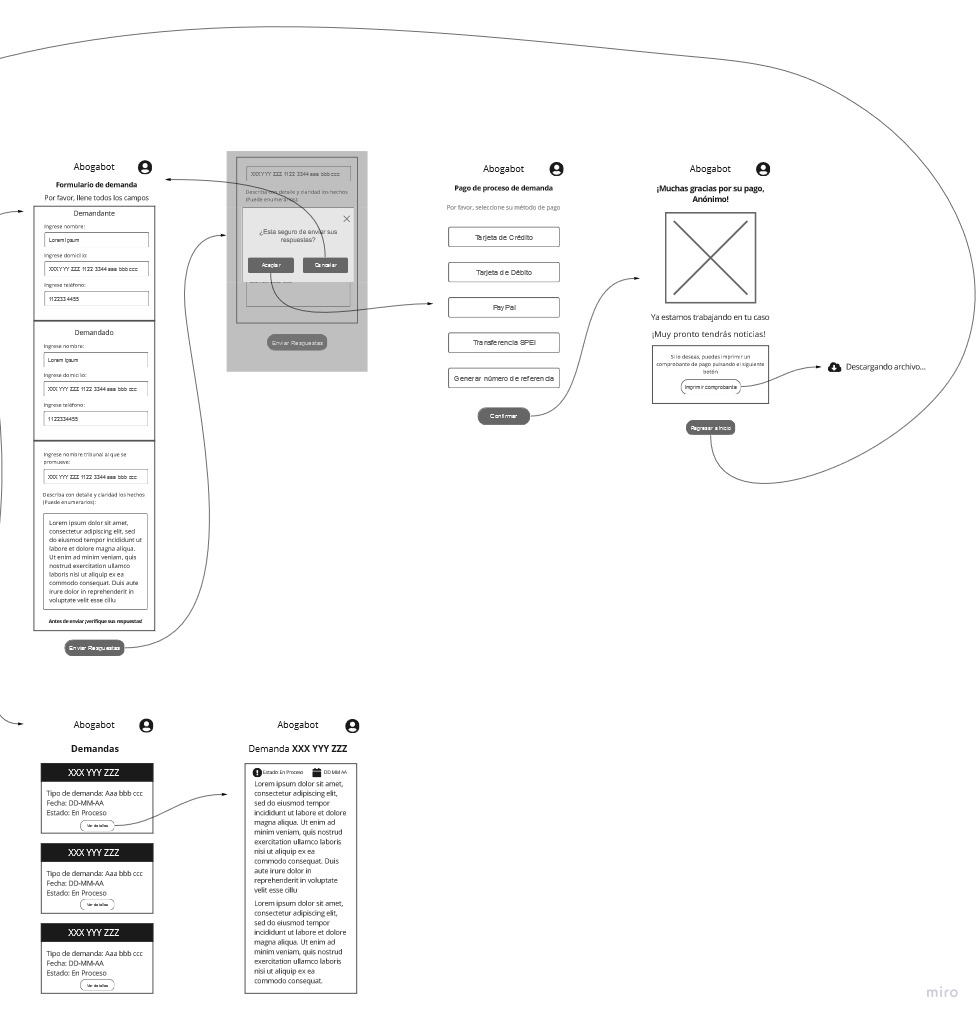 Abogabot
Formulario de demanda
Por favor, llene todos los campos
Demandante
Ingrese nombre:
Lorem ipsum
Ingrese domicilio:
XXX YYY ZZZ 1122 3344 aaa bbb ccc
Ingrese teléfono:
112233 4455
Demandado
Ingrese nombre:
Lorem ipsum
Ingrese domicilio:
XXX YYY ZZZ 1122 3344 aaa bbb ccc
Ingrese teléfono:
1122334455
Ingrese nombre tribunal al que se
promueve:
XXX YYY ZZZ 1122 3344 aaa bbb ccc
Describa con detalle y claridad los hechos
(Puede enumerarlos):
Lorem ipsum dolor sit amet,
consectetur adipiscing elit, sed
do eiusmod tempor incididunt ut
labore et dolore magna aliqua.
Ut enim ad minim veniam, quis
nostrud exercitation ullamco
laboris nisi ut aliquip ex ea
commodo consequat. Duis aute
irure dolor in reprehenderit in
voluptate velit esse cillu
Antes de enviar ¡verifique sus respuestas!
Enviar Respuestas
XXX YYY ZZZ 1122 3344 aaa bbb ccc
Describa con detalle y claridad los hechos
(Puede enumerarlos):
¿Esta seguro de enviar sus
respuestas?
Aceptar
Cancelar
Enviar Respuestas
Abogabot
Pago de proceso de demanda
Por favor, seleccione su método de pago
Tarjeta de Crédito
Tarjeta de Débito
PayPal
Transferencia SPEI
Generar número de referencia
Confirmar
Abogabot
¡Muchas gracias por su pago,
Anónimo!
Ya estamos trabajando en tu caso
¡Muy pronto tendrás noticias!
Si lo deseas, puedes imprimir un
comprobante de pago pulsando el siguiente
botón
Imprimir comprobante
Regresar a Inicio
Descargando archivo...
Abogabot
Demandas
XXX YYY ZZZ
Tipo de demanda: Aaa bbb ccc
Fecha: DD-MM-AA
Estado: En Proceso
Ver detalles
XXX YYY ZZZ
Tipo de demanda: Aaa bbb ccc
Fecha: DD-MM-AA
Estado: En Proceso
Ver detalles
XXX YYY ZZZ
Tipo de demanda: Aaa bbb ccc
Fecha: DD-MM-AA
Estado: En Proceso
Ver detalles
Abogabot
Demanda XXX YYY ZZZ
Estado: En Proceso DD MM AA
Lorem ipsum dolor sit amet,
consectetur adipiscing elit,
sed do eiusmod tempor
incididunt ut labore et dolore
magna aliqua. Ut enim ad
minim veniam, quis nostrud
exercitation ullamco laboris
nisi ut aliquip ex ea
commodo consequat. Duis
aute irure dolor in
reprehenderit in voluptate
velit esse cillu
Lorem ipsum dolor sit amet,
consectetur adipiscing elit,
sed do eiusmod tempor
incididunt ut labore et dolore
magna aliqua. Ut enim ad
minim veniam, quis nostrud
exercitation ullamco laboris
nisi ut aliquip ex ea
commodo consequat.
miro